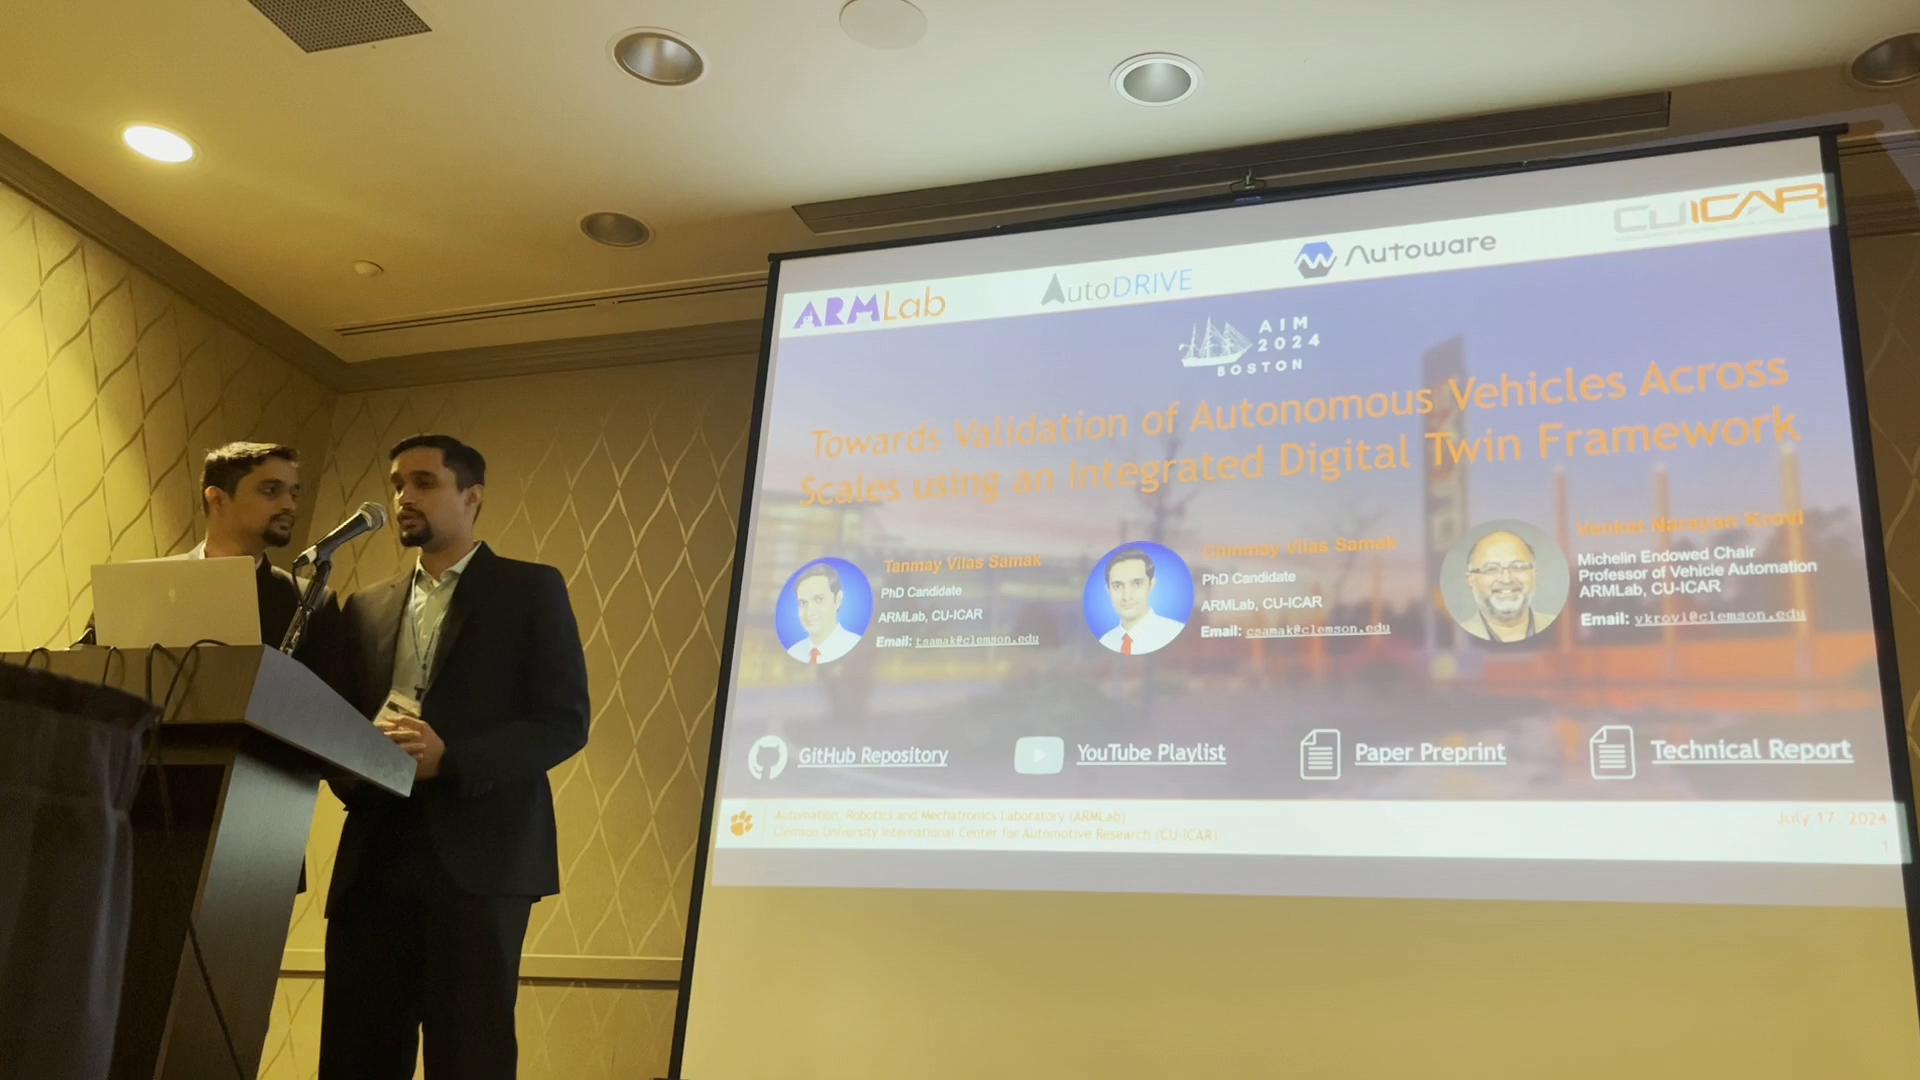 ARMLab
AutoDRIVE
Autoware
CU ICAR
AIM
2024
BOSTON
Towards Validation of Autonomous Vehicles Across
Scales using an Integrated Digital Twin Framework
Tanmay Vilas Samak
PhD Candidate
ARMLab, CU-ICAR
Email: tsamak@clemson.edu
Chinmay Vilas Samak
PhD Candidate
ARMLab, CU-ICAR
Email: csamak@clemson.edu
Venkat Narayan Krovi
Michelin Endowed Chair
Professor of Vehicle Automation
ARMLab, CU-ICAR
Email: vkrovi@clemson.edu
GitHub Repository
YouTube Playlist
Paper Preprint
Technical Report
Automation, Robotics and Mechatronics Laboratory (ARMLab)
Clemson University International Center for Automotive Research (CU-ICAR)
July 17, 2024
1